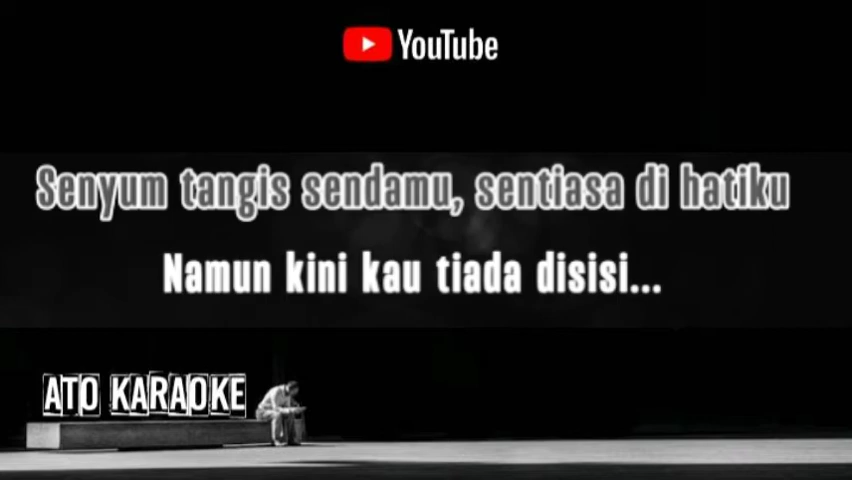 YouTube
Senyum tangis sendamu, sentiasa di hatiku
Namun kini kau tiada disisi...
ATO KARAOKE